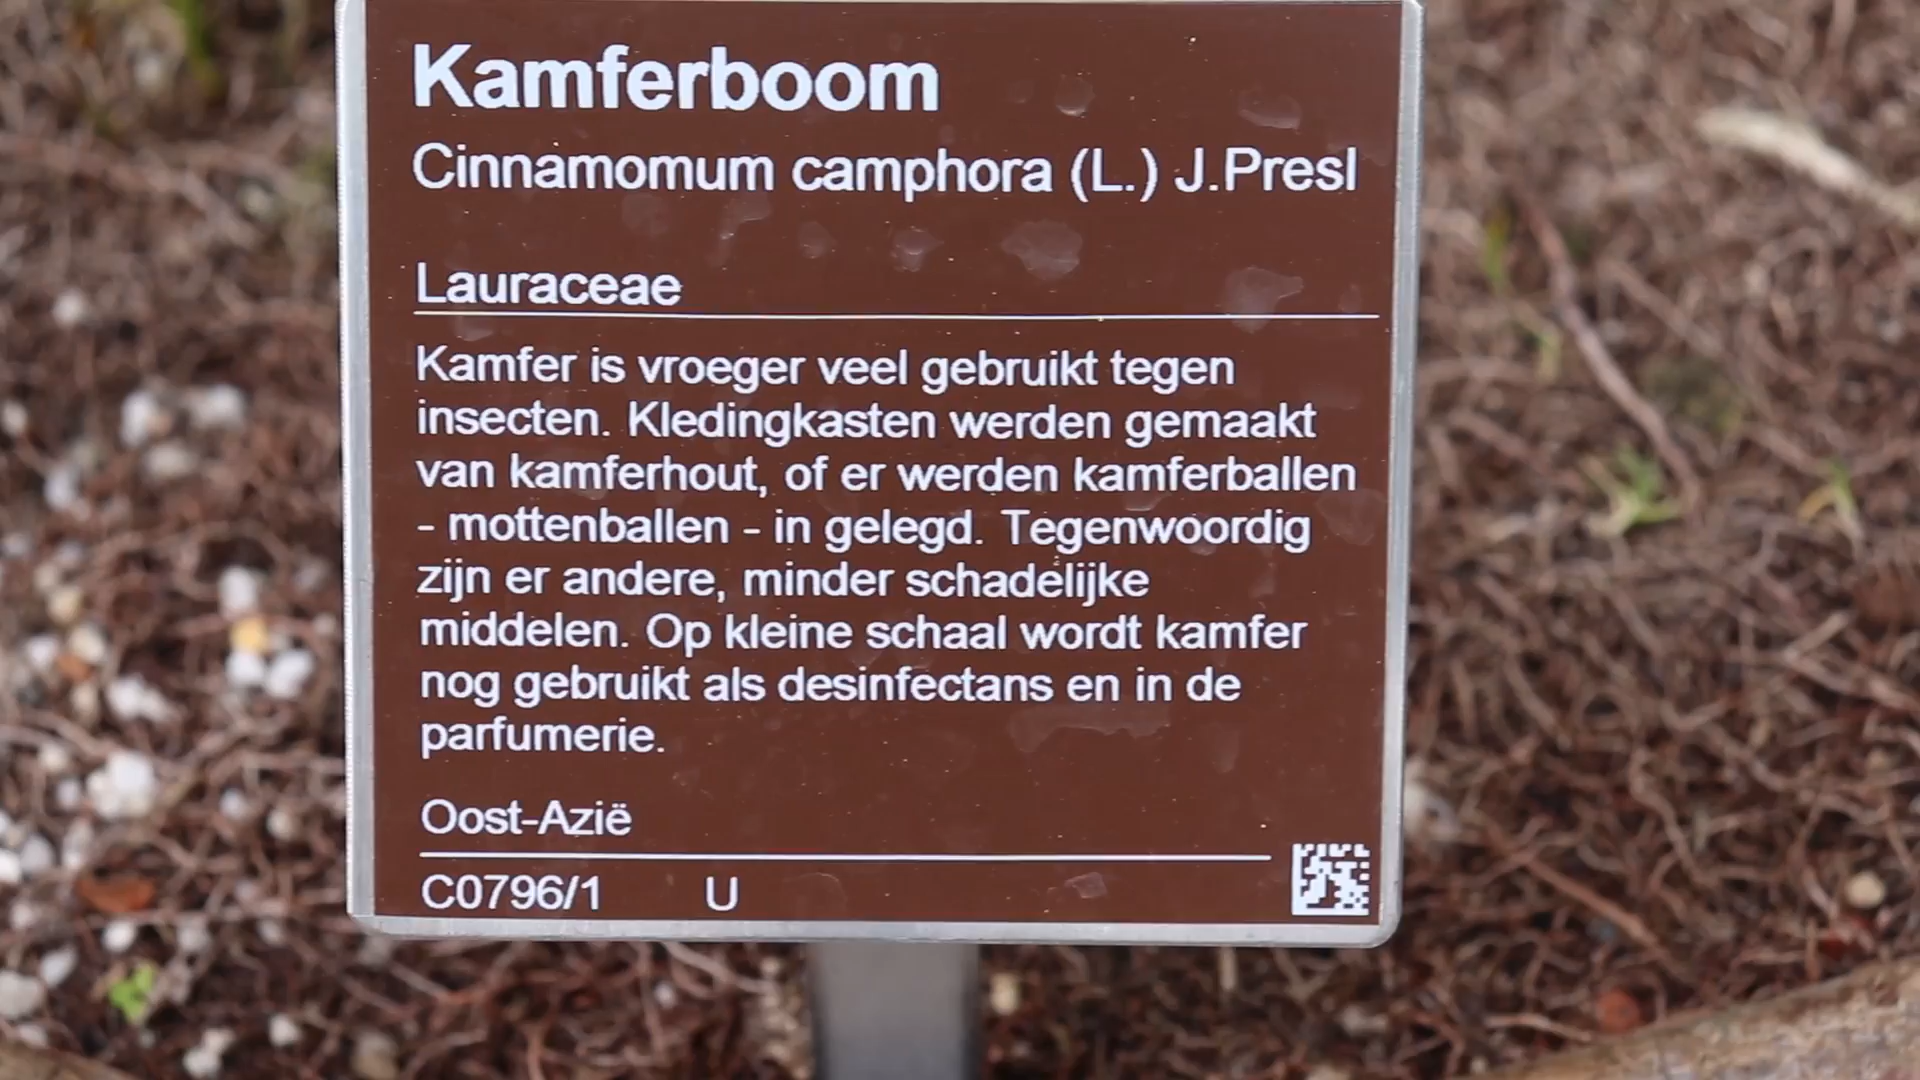 Kamferboom
Cinnamomum camphora (L.) J.Presl
Lauraceae
Kamfer is vroeger veel gebruikt tegen
insecten. Kledingkasten werden gemaakt
van kamferhout, of er werden kamferballen
- mottenballen - in gelegd. Tegenwoordig
zijn er andere, minder schadelijke
middelen. Op kleine schaal wordt kamfer
nog gebruikt als desinfectans en in de
parfumerie.
Oost-Azië
C0796/1 U